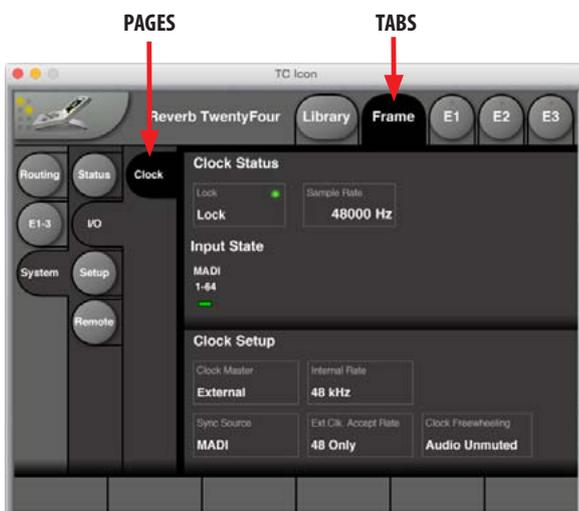 PAGES TABS
TC Icon
Reverb TwentyFour Library Frame E1 E2 E3
Routing Status Clock
E1-3 I/O
System Setup
Remote
Clock Status
Lock Sample Rate
Lock 48000 Hz
Input State
MADI
1-64
Clock Setup
Clock Master Internal Rate
External 48 kHz
Sync Source Ext Clk. Accept Rate Clock Freewheeling
MADI 48 Only Audio Unmuted